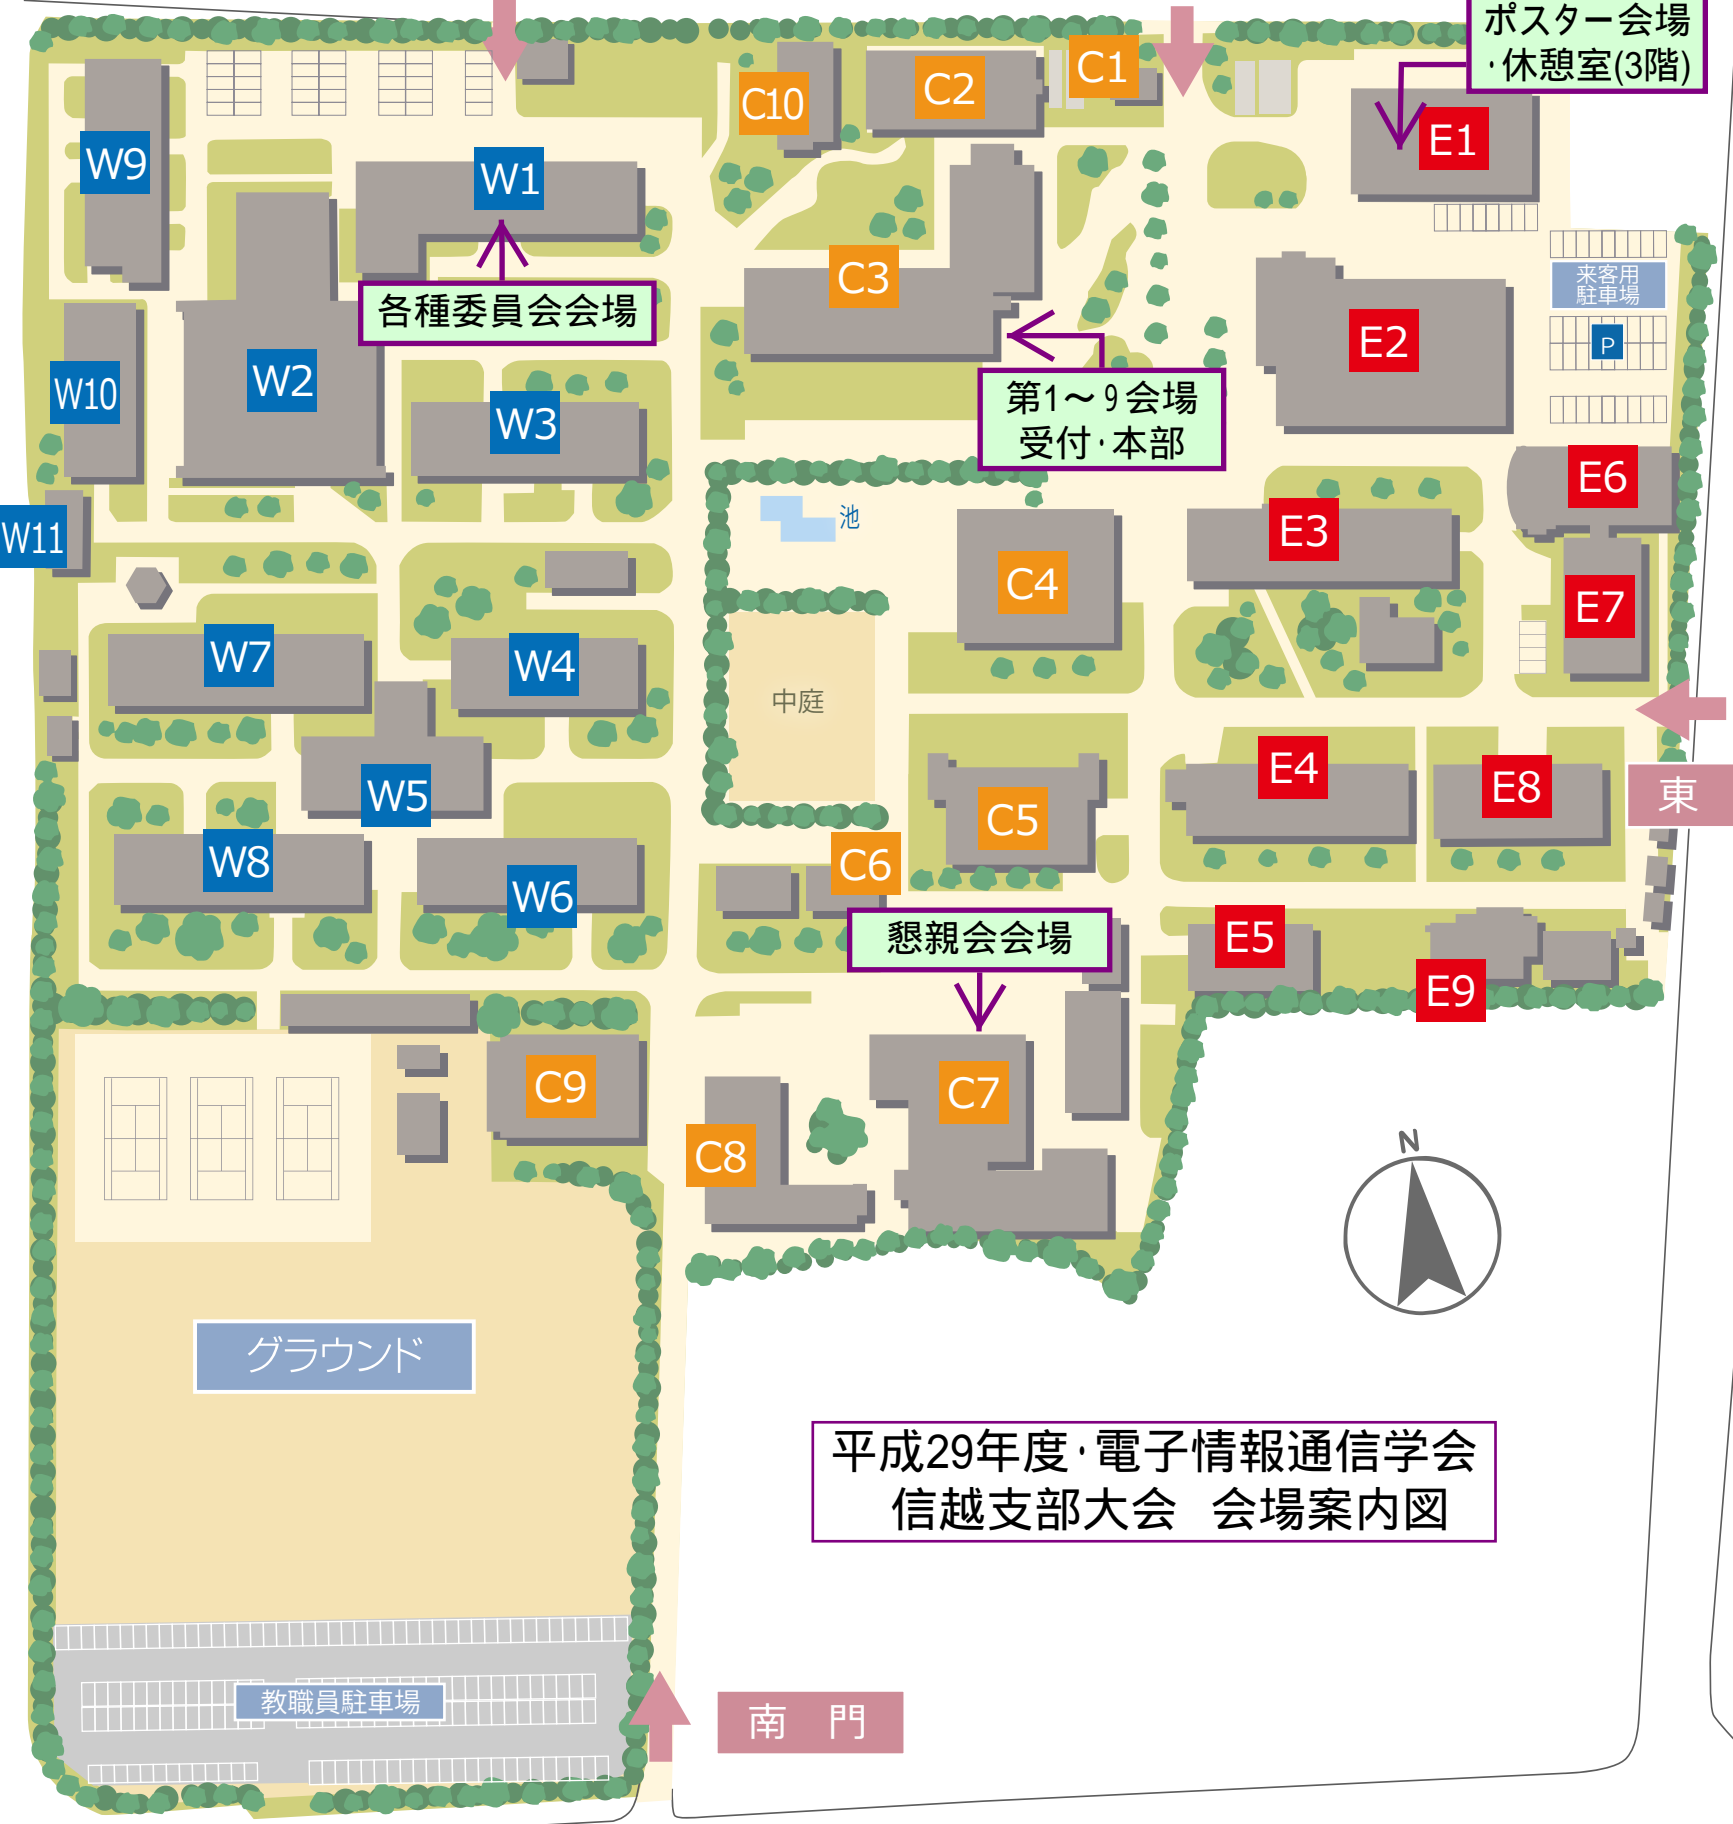 ポスター会場
・休憩室(3階)
C1
C2
C10
E1
W9
W1
C3
来客用
駐車場
各種委員会会場
P
E2
W2
W10
第1～9会場
受付・本部
W3
E6
池
E3
W11
C4
E7
W7
W4
中庭
E4
E8
W5
東
C5
W8
C6
W6
懇親会会場
E5
E9
C9
C7
N
C8
グラウンド
平成29年度・電子情報通信学会
信越支部大会 会場案内図
教職員駐車場
南 門